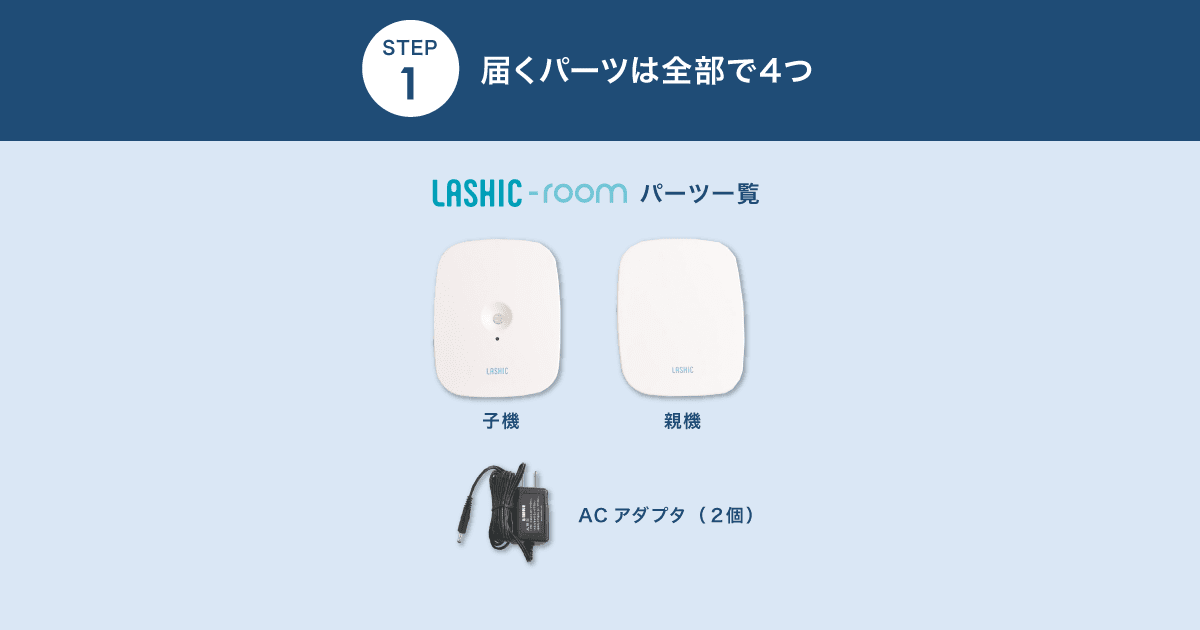 STEP
1
届くパーツは全部で4つ
LASHIC-room パーツ一覧
LASHIC
LASHIC
子機
親機
ACアダプタ（2個）